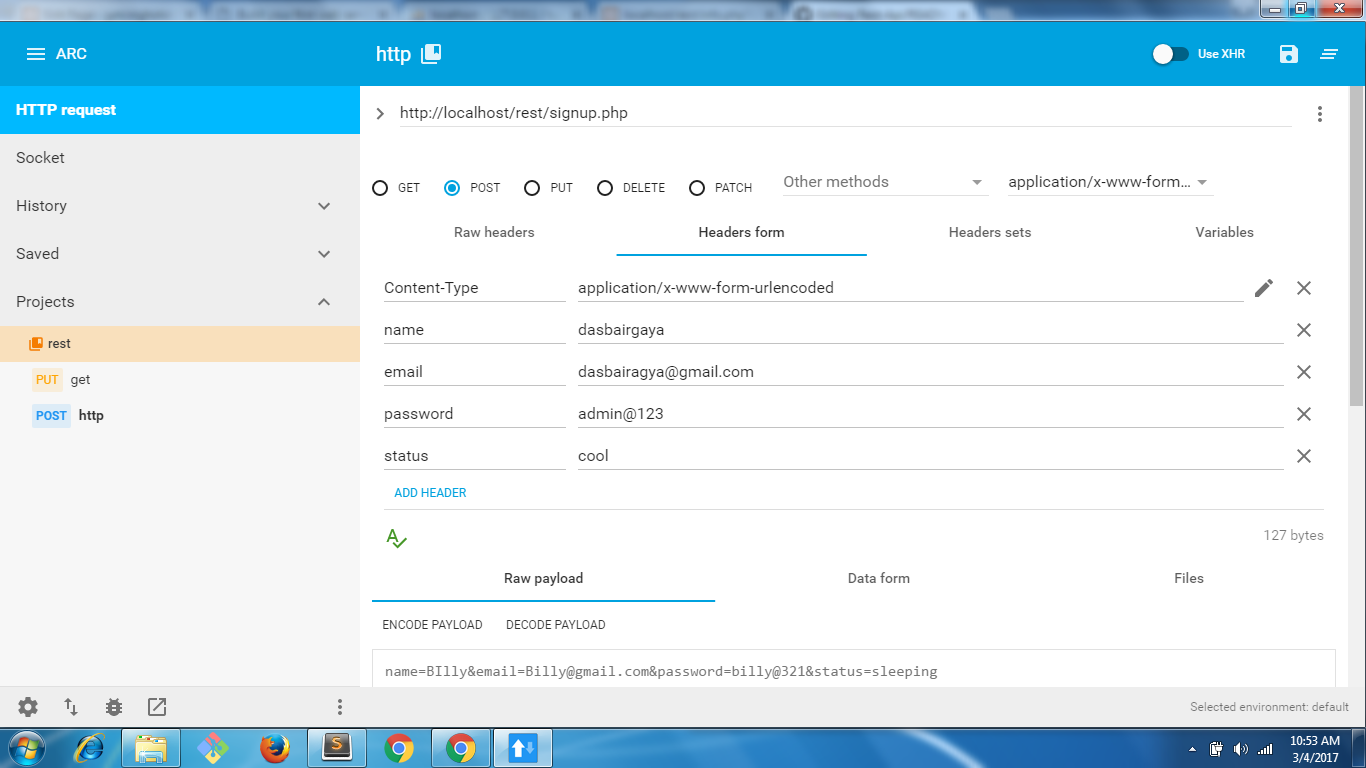 ARC
http
Use XHR
HTTP request
Socket
History
Saved
Projects
rest
PUT get
POST http
http://localhost/rest/signup.php
GET POST PUT DELETE PATCH Other methods application/x-www-form...
Raw headers Headers form Headers sets Variables
Content-Type application/x-www-form-urlencoded
name dasbairgaya
email dasbairagya@gmail.com
password admin@123
status cool
ADD HEADER
127 bytes
Raw payload Data form Files
ENCODE PAYLOAD DECODE PAYLOAD
name=BIlly&email=Billy@gmail.com&password=billy@321&status=sleeping
Selected environment: default
10:53 AM
3/4/2017